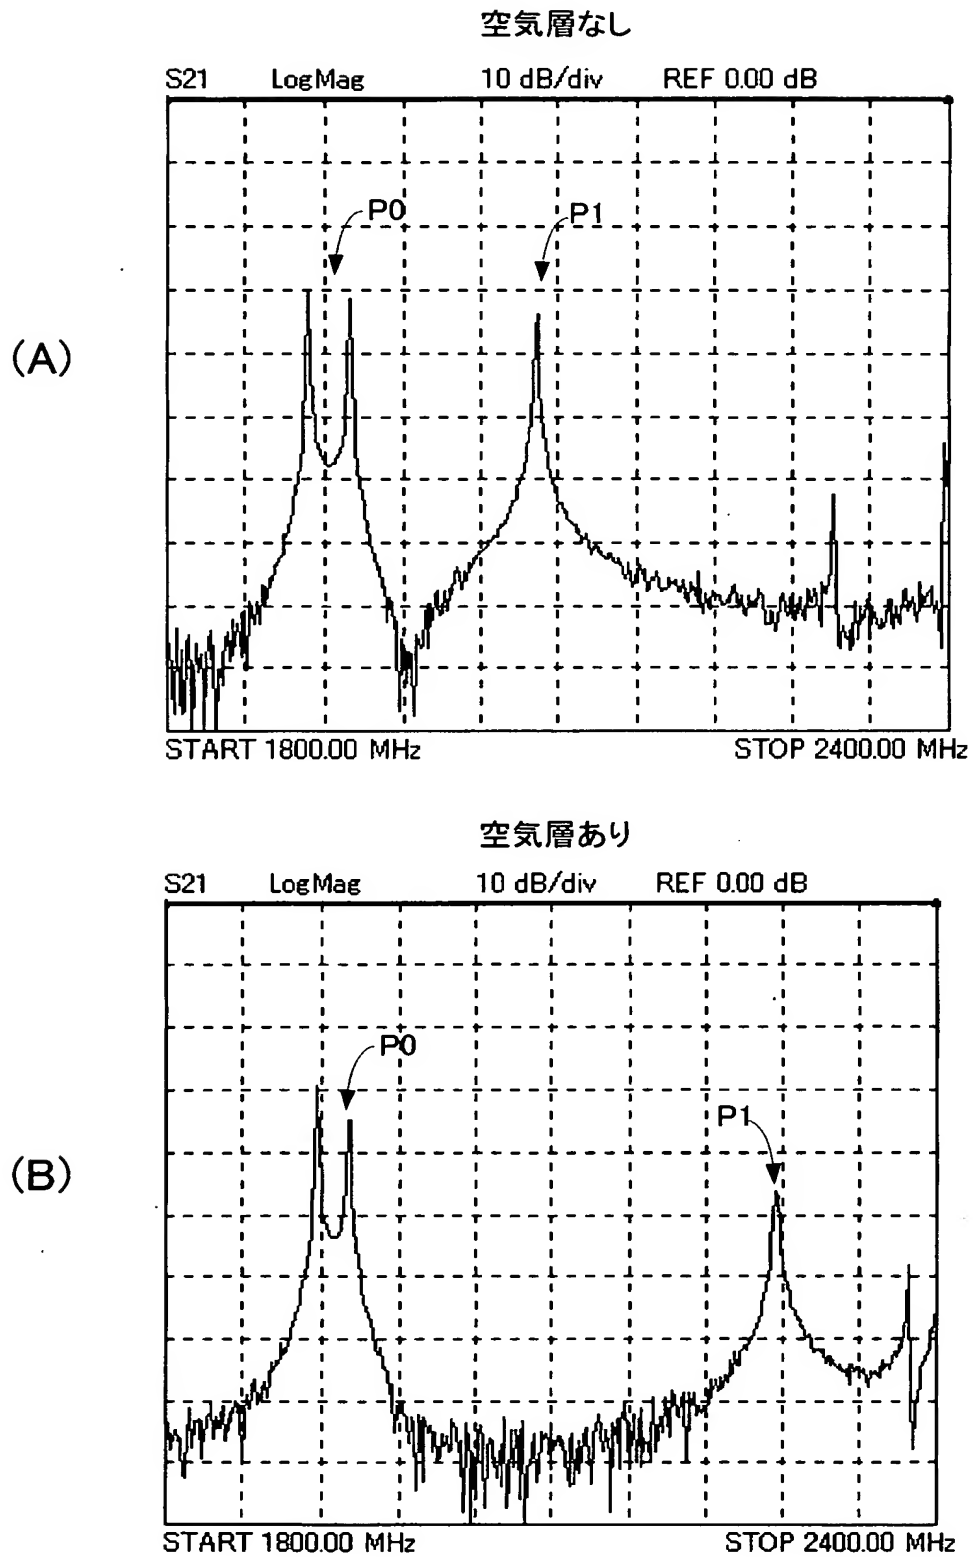 空気層なし
S21 LogMag 10 dB/div REF 0.00 dB
P0 P1
(A)
START 1800.00 MHz STOP 2400.00 MHz
空気層あり
S21 LogMag 10 dB/div REF 0.00 dB
P0
P1
(B)
START 1800.00 MHz STOP 2400.00 MHz